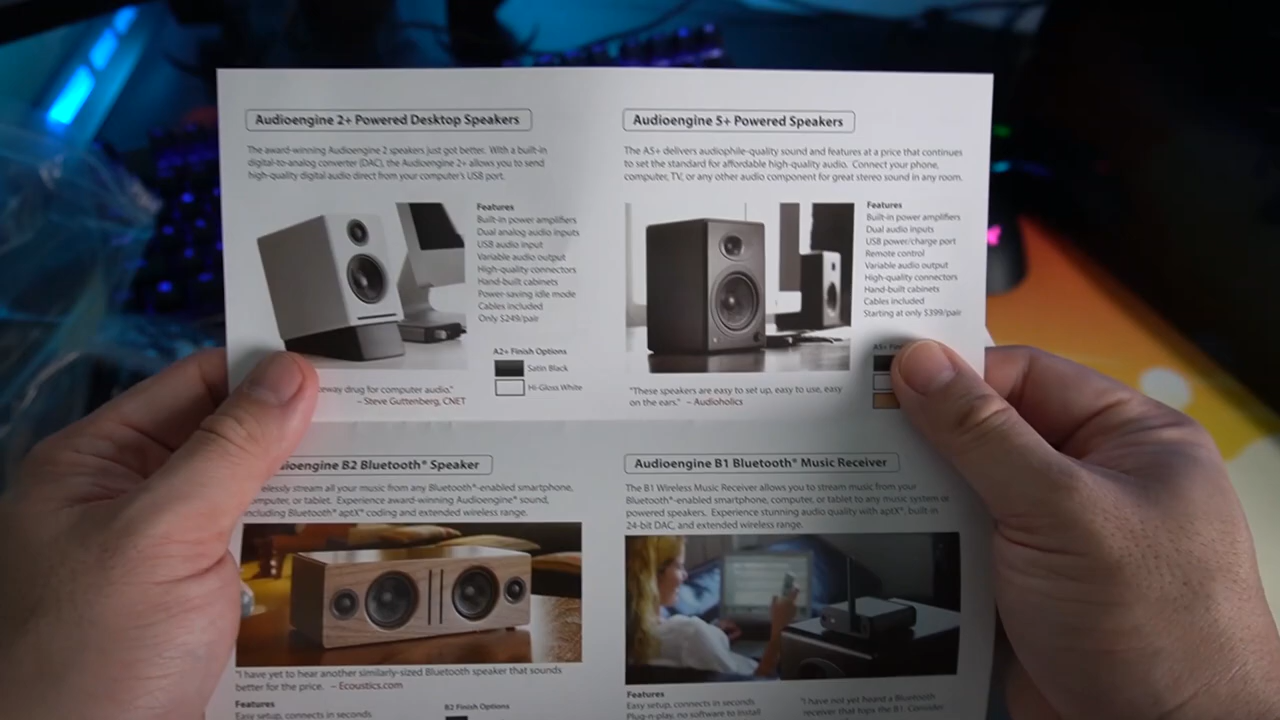 Audioengine 2+ Powered Desktop Speakers
The award-winning Audioengine 2 speakers just got better. With a built-in
digital-to-analog converter (DAC), the Audioengine 2+ allows you to send
high-quality digital audio direct from your computer's USB port.
Features
Built-in power amplifiers
Dual analog audio inputs
USB audio input
Variable audio output
High-quality connectors
Hand-built cabinets
Power-saving idle mode
Cables included
Only $249/pair
A2+ Finish Options
Satin Black
Hi-Gloss White
drug for computer audio."
~ Steve Guttenberg, CNET
Audioengine 5+ Powered Speakers
The A5+ delivers audiophile-quality sound and features at a price that continues
to set the standard for affordable high-quality audio. Connect your phone,
computer, TV, or any other audio component for great stereo sound in any room.
Features
Built-in power amplifiers
Dual audio inputs
USB power/charge port
Remote control
Variable audio output
High-quality connectors
Hand-built cabinets
Cables included
Starting at only $399/pair
A5+
"These speakers are easy to set up, easy to use, easy
on the ears." ~ Audioholics
B2 Bluetooth® Speaker
stream all your music from any Bluetooth®-enabled smartphone,
or tablet. Experience award-winning Audioengine® sound,
including Bluetooth® aptX® coding and extended wireless range.
"I have yet to hear another similarly-sized Bluetooth speaker that sounds
better for the price. ~ Ecoustics.com
Features
Easy setup, connects in seconds
B2 Finish Options
Audioengine B1 Bluetooth® Music Receiver
The B1 Wireless Music Receiver allows you to stream music from your
Bluetooth®-enabled smartphone, computer, or tablet to any music system or
powered speakers. Experience stunning audio quality with aptX®, built-in
24-bit DAC, and extended wireless range.
Features
Easy setup, connects in seconds
Plug-n-play, no software to install
"I have not yet heard a Bluetooth
receiver that tops the B1. Consider